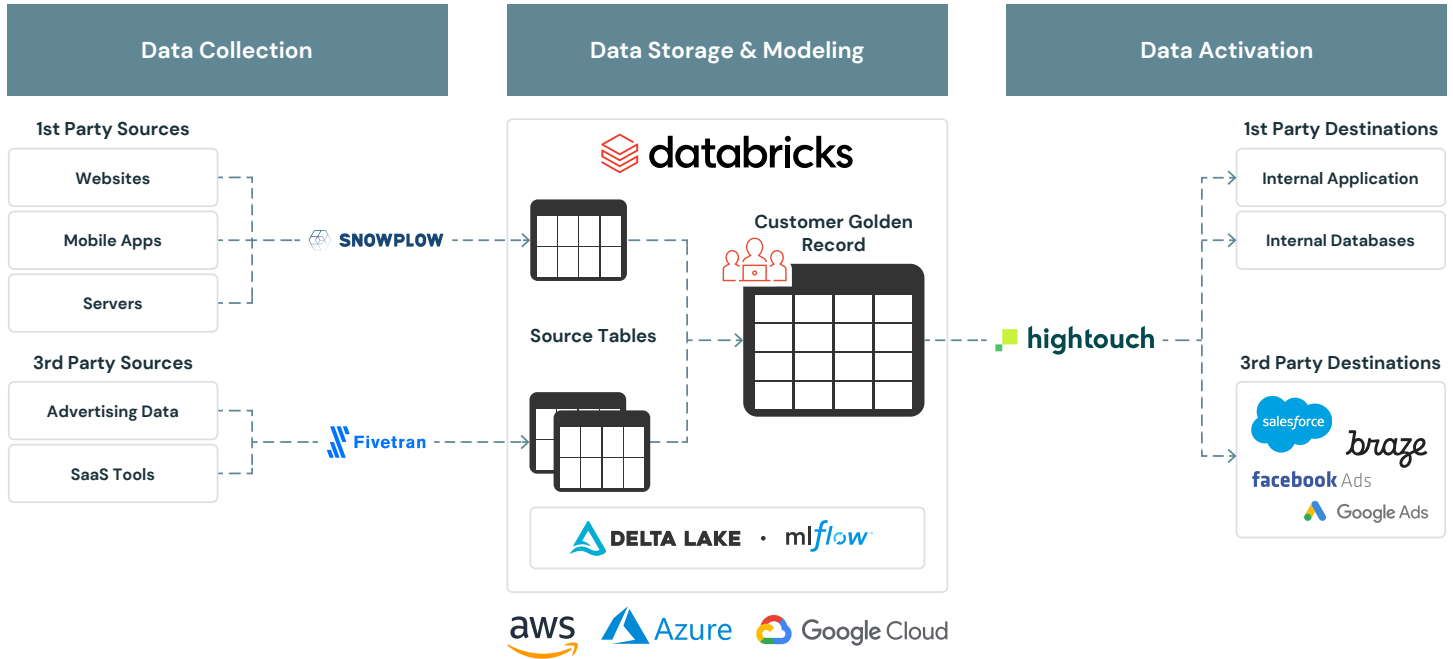 Data Collection
Data Storage & Modeling
Data Activation
1st Party Sources
Websites
Mobile Apps
Servers
3rd Party Sources
Advertising Data
SaaS Tools
SNOWPLOW
Fivetran
databricks
Source Tables
Customer Golden
Record
DELTA LAKE · mlflow™
aws
Azure
Google Cloud
hightouch
1st Party Destinations
Internal Application
Internal Databases
3rd Party Destinations
salesforce
braze
facebook Ads
Google Ads